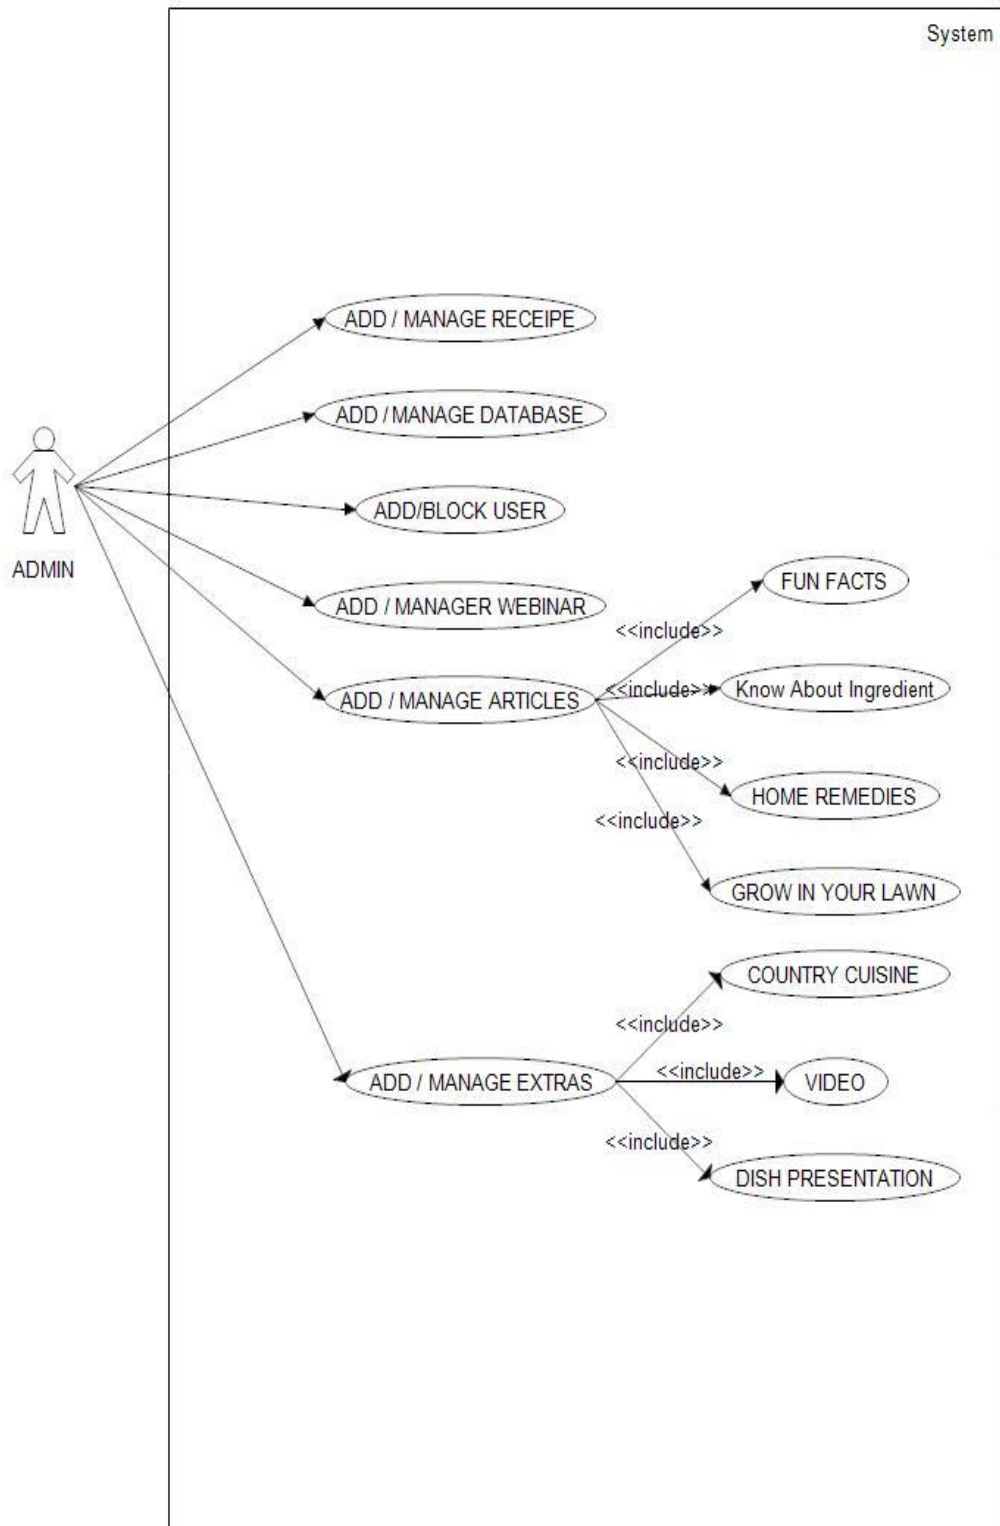 System
ADD / MANAGE RECEIPE
ADD / MANAGE DATABASE
ADD/BLOCK USER
ADMIN
ADD / MANAGER WEBINAR
FUN FACTS
<<include>>
ADD / MANAGE ARTICLES
<<include>>
Know About Ingredient
<<include>>
HOME REMEDIES
<<include>>
GROW IN YOUR LAWN
COUNTRY CUISINE
<<include>>
ADD / MANAGE EXTRAS
<<include>>
VIDEO
<<include>>
DISH PRESENTATION